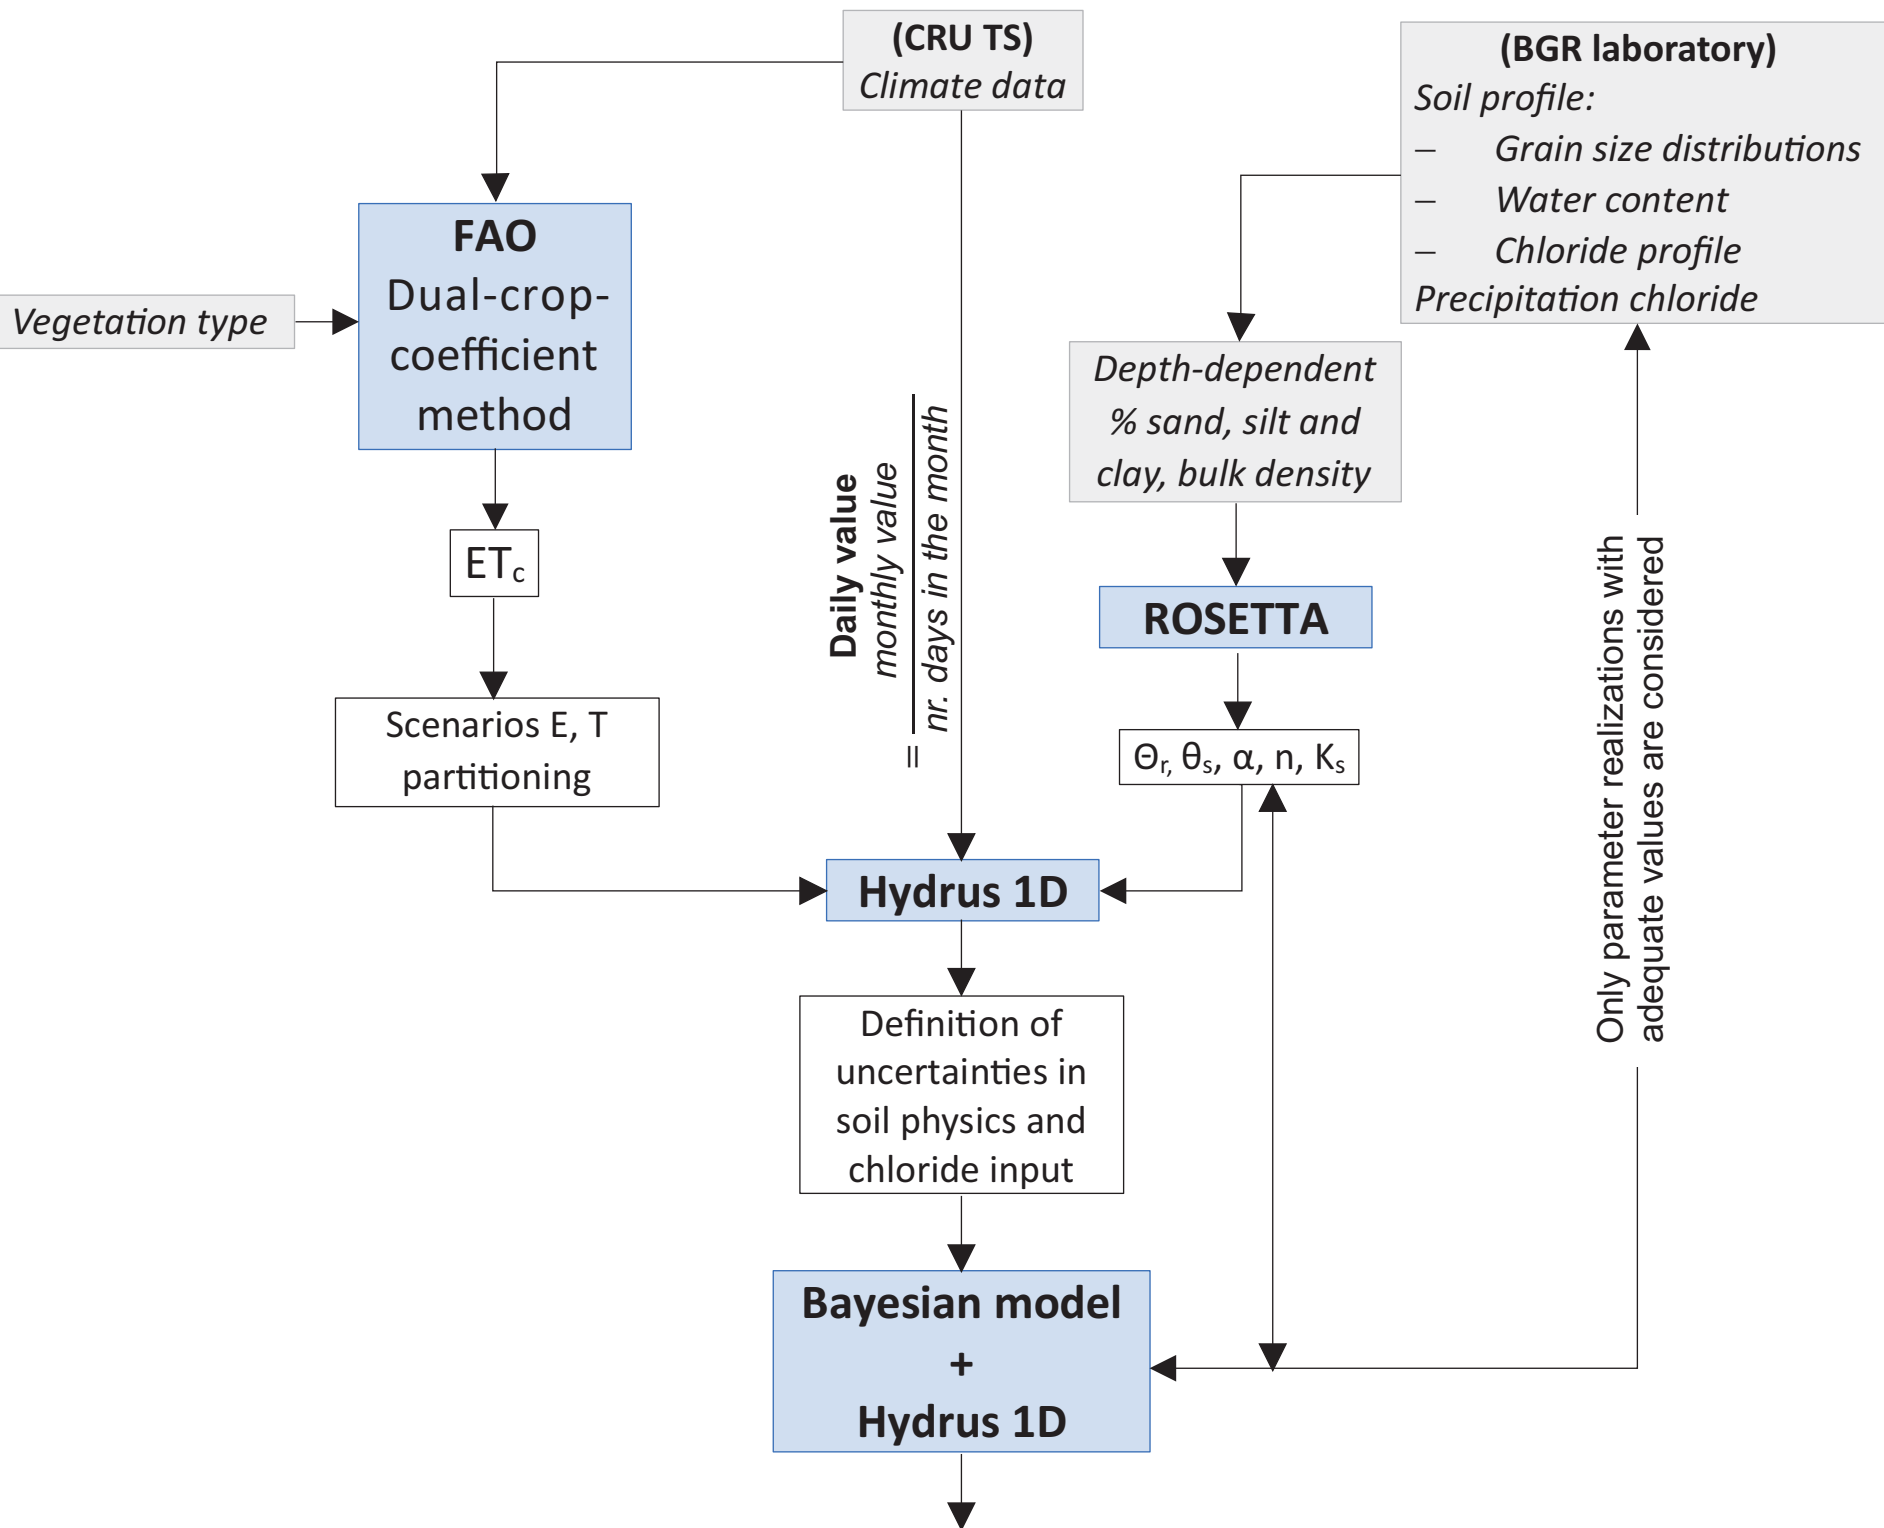 (CRU TS)
Climate data
(BGR laboratory)
Soil profile:
– Grain size distributions
– Water content
– Chloride profile
Precipitation chloride
FAO
Dual-crop-
coefficient
method
Vegetation type
Depth-dependent
% sand, silt and
clay, bulk density
ETc
Daily value
= monthly value
nr. days in the month
ROSETTA
Only parameter realizations with
adequate values are considered
Scenarios E, T
partitioning
Θr, θs, α, n, Ks
Hydrus 1D
Definition of
uncertainties in
soil physics and
chloride input
Bayesian model
+
Hydrus 1D